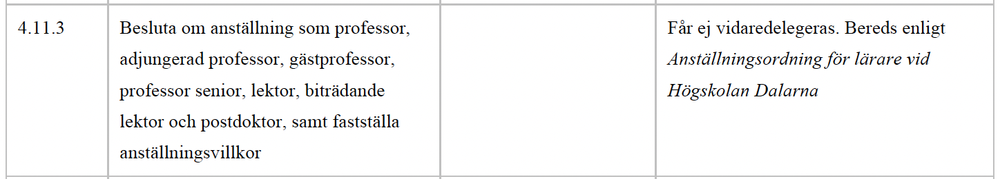 4.11.3
Besluta om anställning som professor,
adjungerad professor, gästprofessor,
professor senior, lektor, biträdande
lektor och postdoktor, samt fastställa
anställningsvillkor
Får ej vidaredelegeras. Bereds enligt
Anställningsordning för lärare vid
Högskolan Dalarna